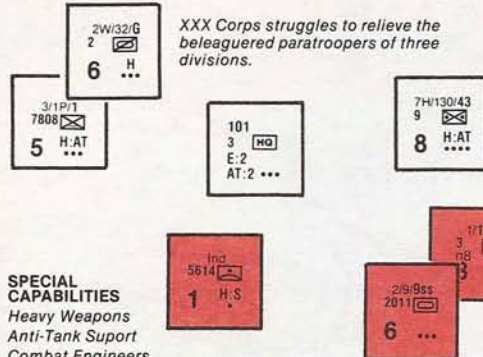 2W/32/G
2
6 H
XXX Corps struggles to relieve the
beleaguered paratroopers of three
divisions.
3/1P/1
7808
5 H:AT
101
3 HQ
E:2
AT:2
7H/130/43
9
8 H:AT
Ind
5614
1 H:S
3
n8
2/9/9ss
2011
6
SPECIAL
CAPABILITIES
Heavy Weapons
Anti-Tank Suport
Combat Engineers